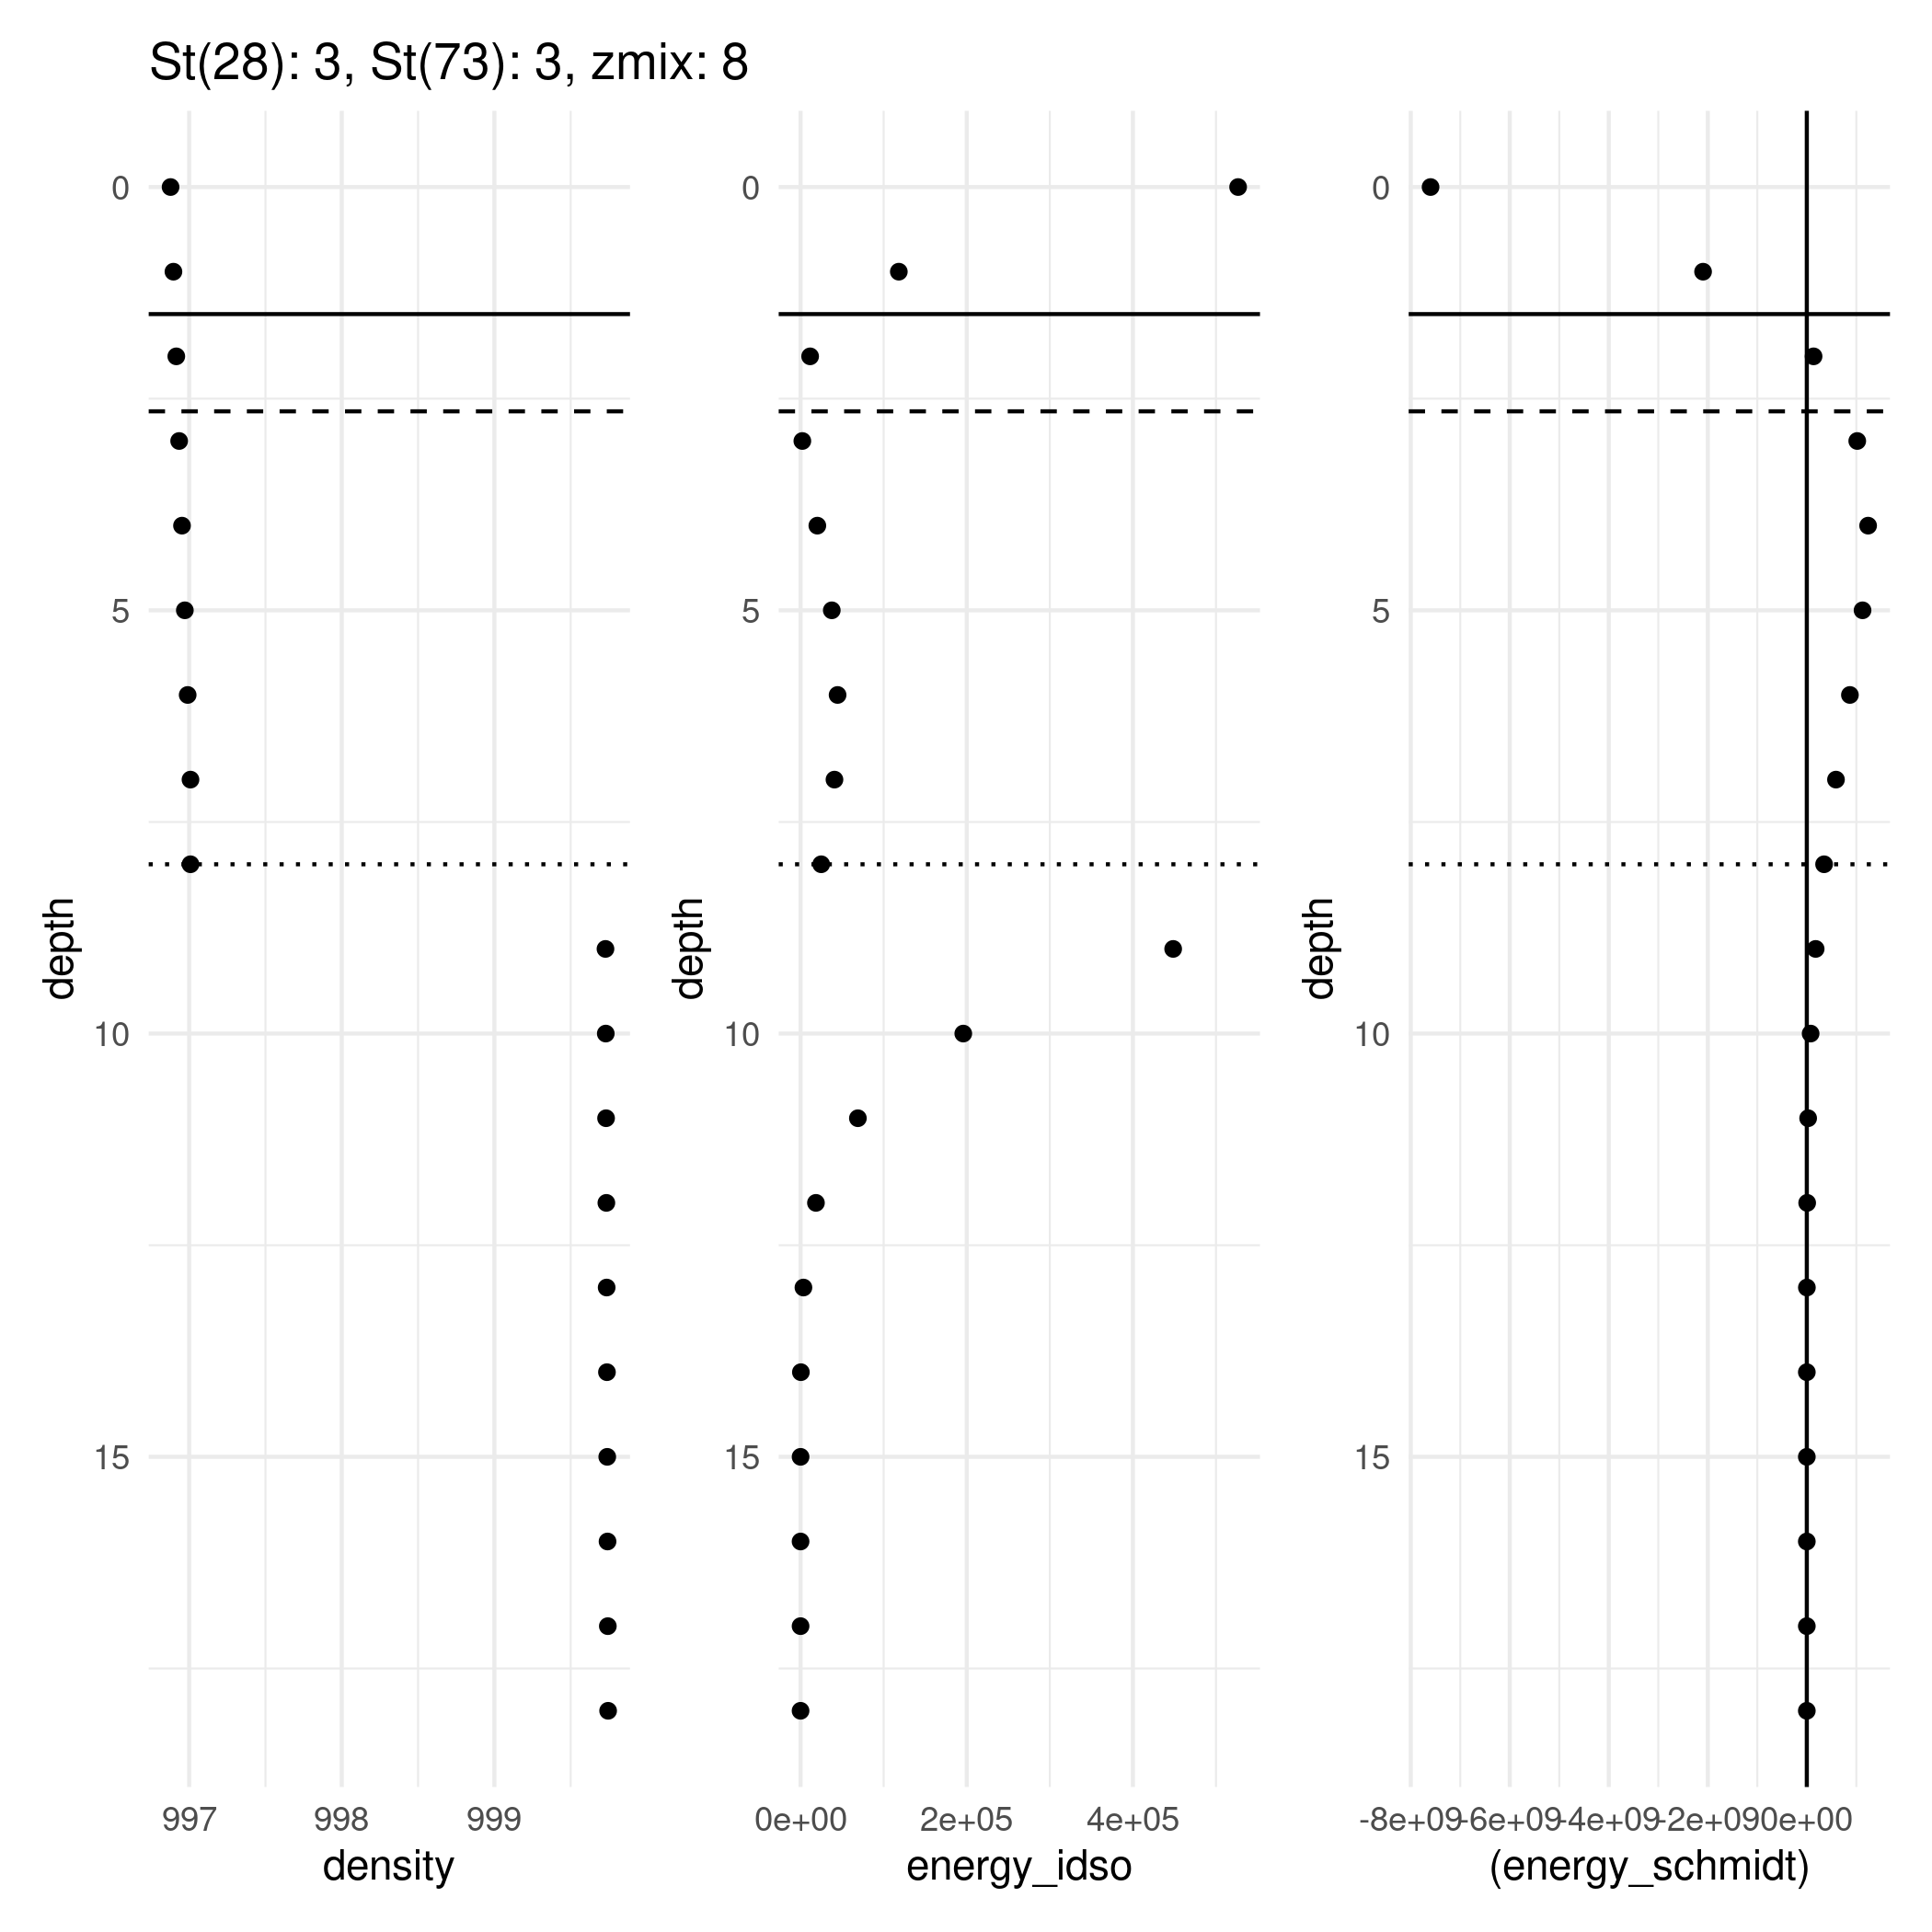 St(28): 3, St(73): 3, zmix: 8
0
5
10
15
depth
997 998 999
density
0
5
10
15
depth
0e+00 2e+05 4e+05
energy_idso
0
5
10
15
depth
-8e+09 -6e+09 -4e+09 -2e+09 0e+00
(energy_schmidt)